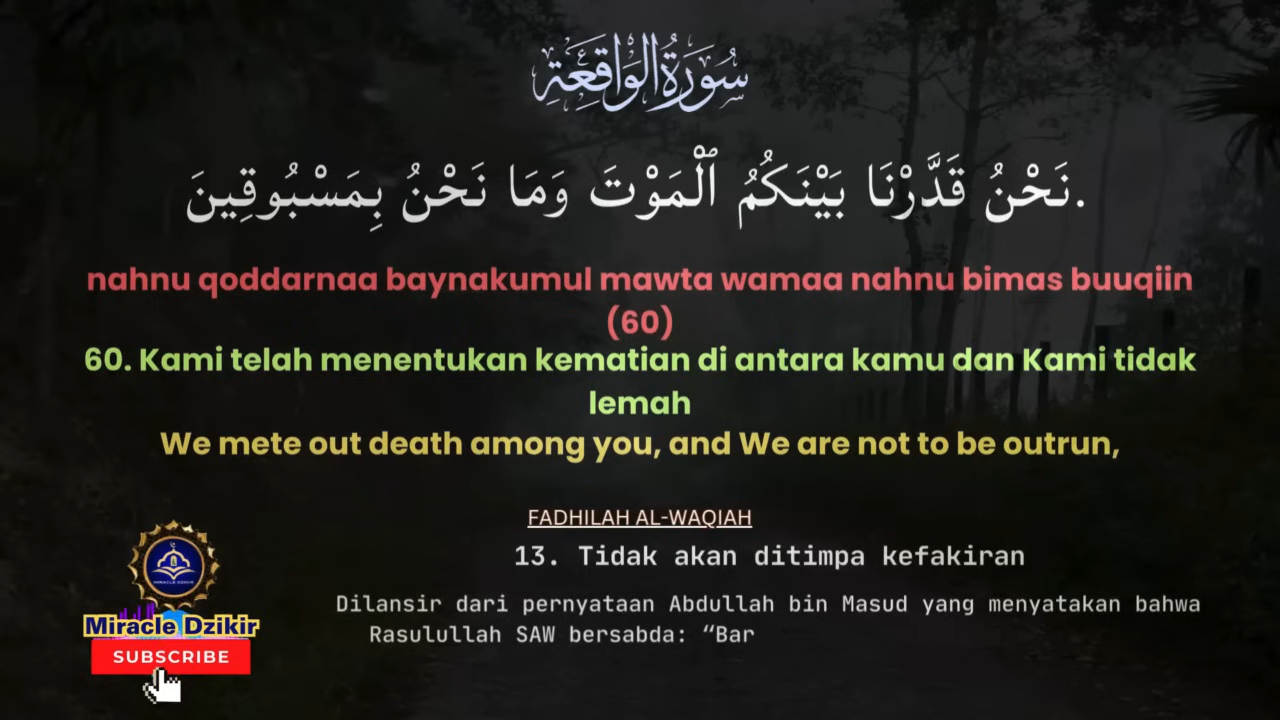 سُورَةُ الْوَاقِعَةِ
نَحْنُ قَدَّرْنَا بَيْنَكُمُ ٱلْمَوْتَ وَمَا نَحْنُ بِمَسْبُوقِينَ.
nahnu qoddarnaa baynakumul mawta wamaa nahnu bimas buuqiin
(60)
60. Kami telah menentukan kematian di antara kamu dan Kami tidak
lemah
We mete out death among you, and We are not to be outrun,
FADHILAH AL-WAQIAH
13. Tidak akan ditimpa kefakiran
Dilansir dari pernyataan Abdullah bin Masud yang menyatakan bahwa
Rasulullah SAW bersabda: “Bar
MIRACLE DZIKIR
Miracle Dzikir
SUBSCRIBE